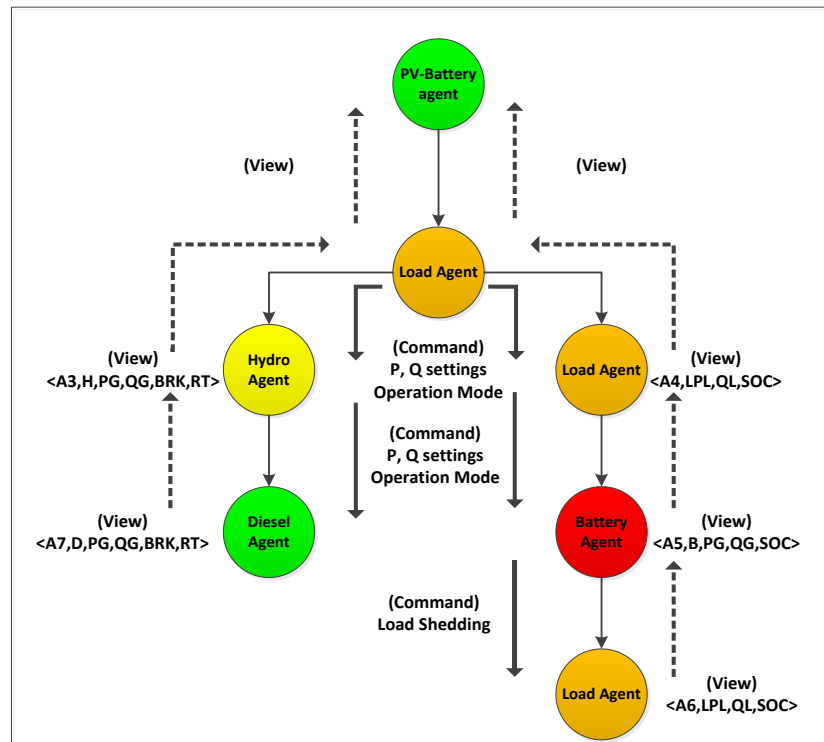 PV-Battery
agent
(View)
(View)
Load Agent
(View)
<A3,H,PG,QG,BRK,RT>
Hydro
Agent
(Command)
P, Q settings
Operation Mode
Load Agent
(View)
<A4,LPL,QL,SOC>
(Command)
P, Q settings
Operation Mode
(View)
<A7,D,PG,QG,BRK,RT>
Diesel
Agent
Battery
Agent
(View)
<A5,B,PG,QG,SOC>
(Command)
Load Shedding
Load Agent
(View)
<A6,LPL,QL,SOC>